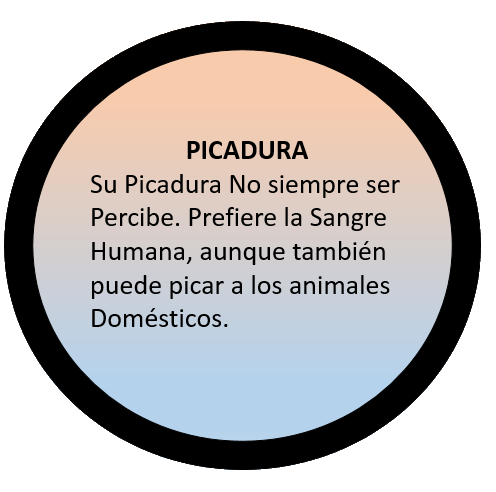 PICADURA
Su Picadura No siempre ser
Percibe. Prefiere la Sangre
Humana, aunque también
puede picar a los animales
Domésticos.